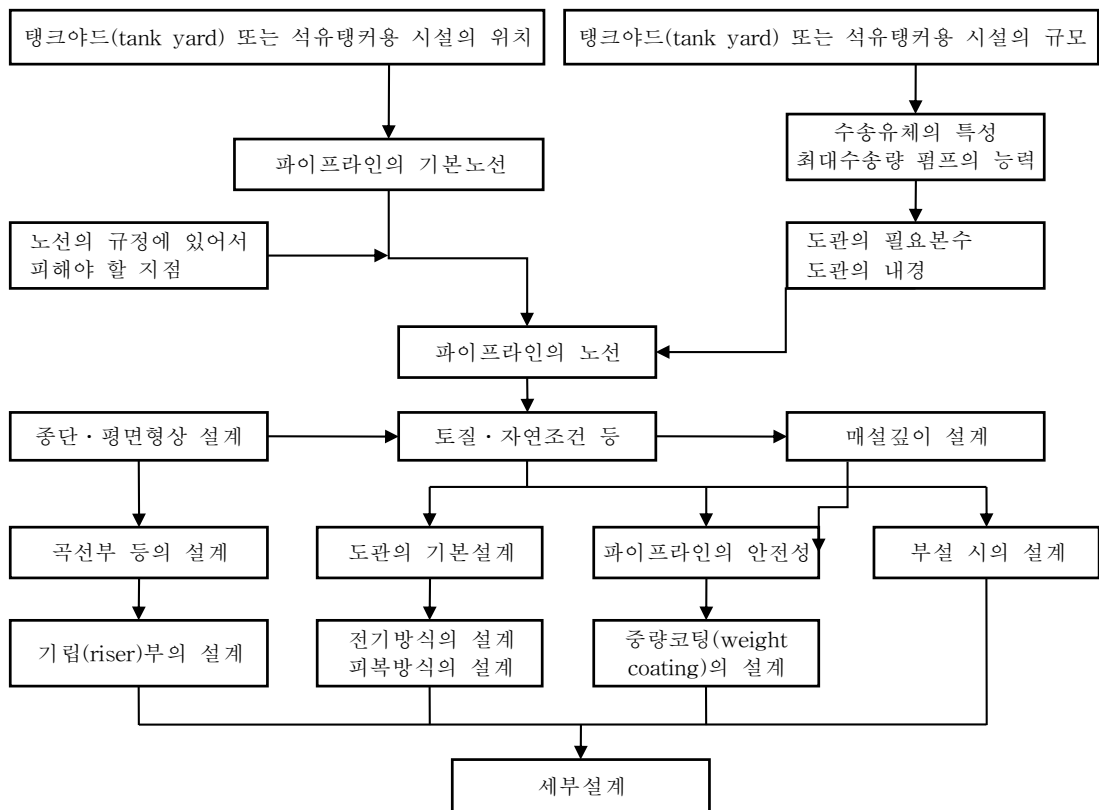 탱크야드(tank yard) 또는 석유탱커용 시설의 위치
탱크야드(tank yard) 또는 석유탱커용 시설의 규모
수송유체의 특성
최대수송량 펌프의 능력
파이프라인의 기본노선
노선의 규정에 있어서
피해야 할 지점
도관의 필요본수
도관의 내경
파이프라인의 노선
종단·평면형상 설계
토질·자연조건 등
매설깊이 설계
곡선부 등의 설계
도관의 기본설계
파이프라인의 안전성
부설 시의 설계
기립(riser)부의 설계
전기방식의 설계
피복방식의 설계
중량코팅(weight
coating)의 설계
세부설계